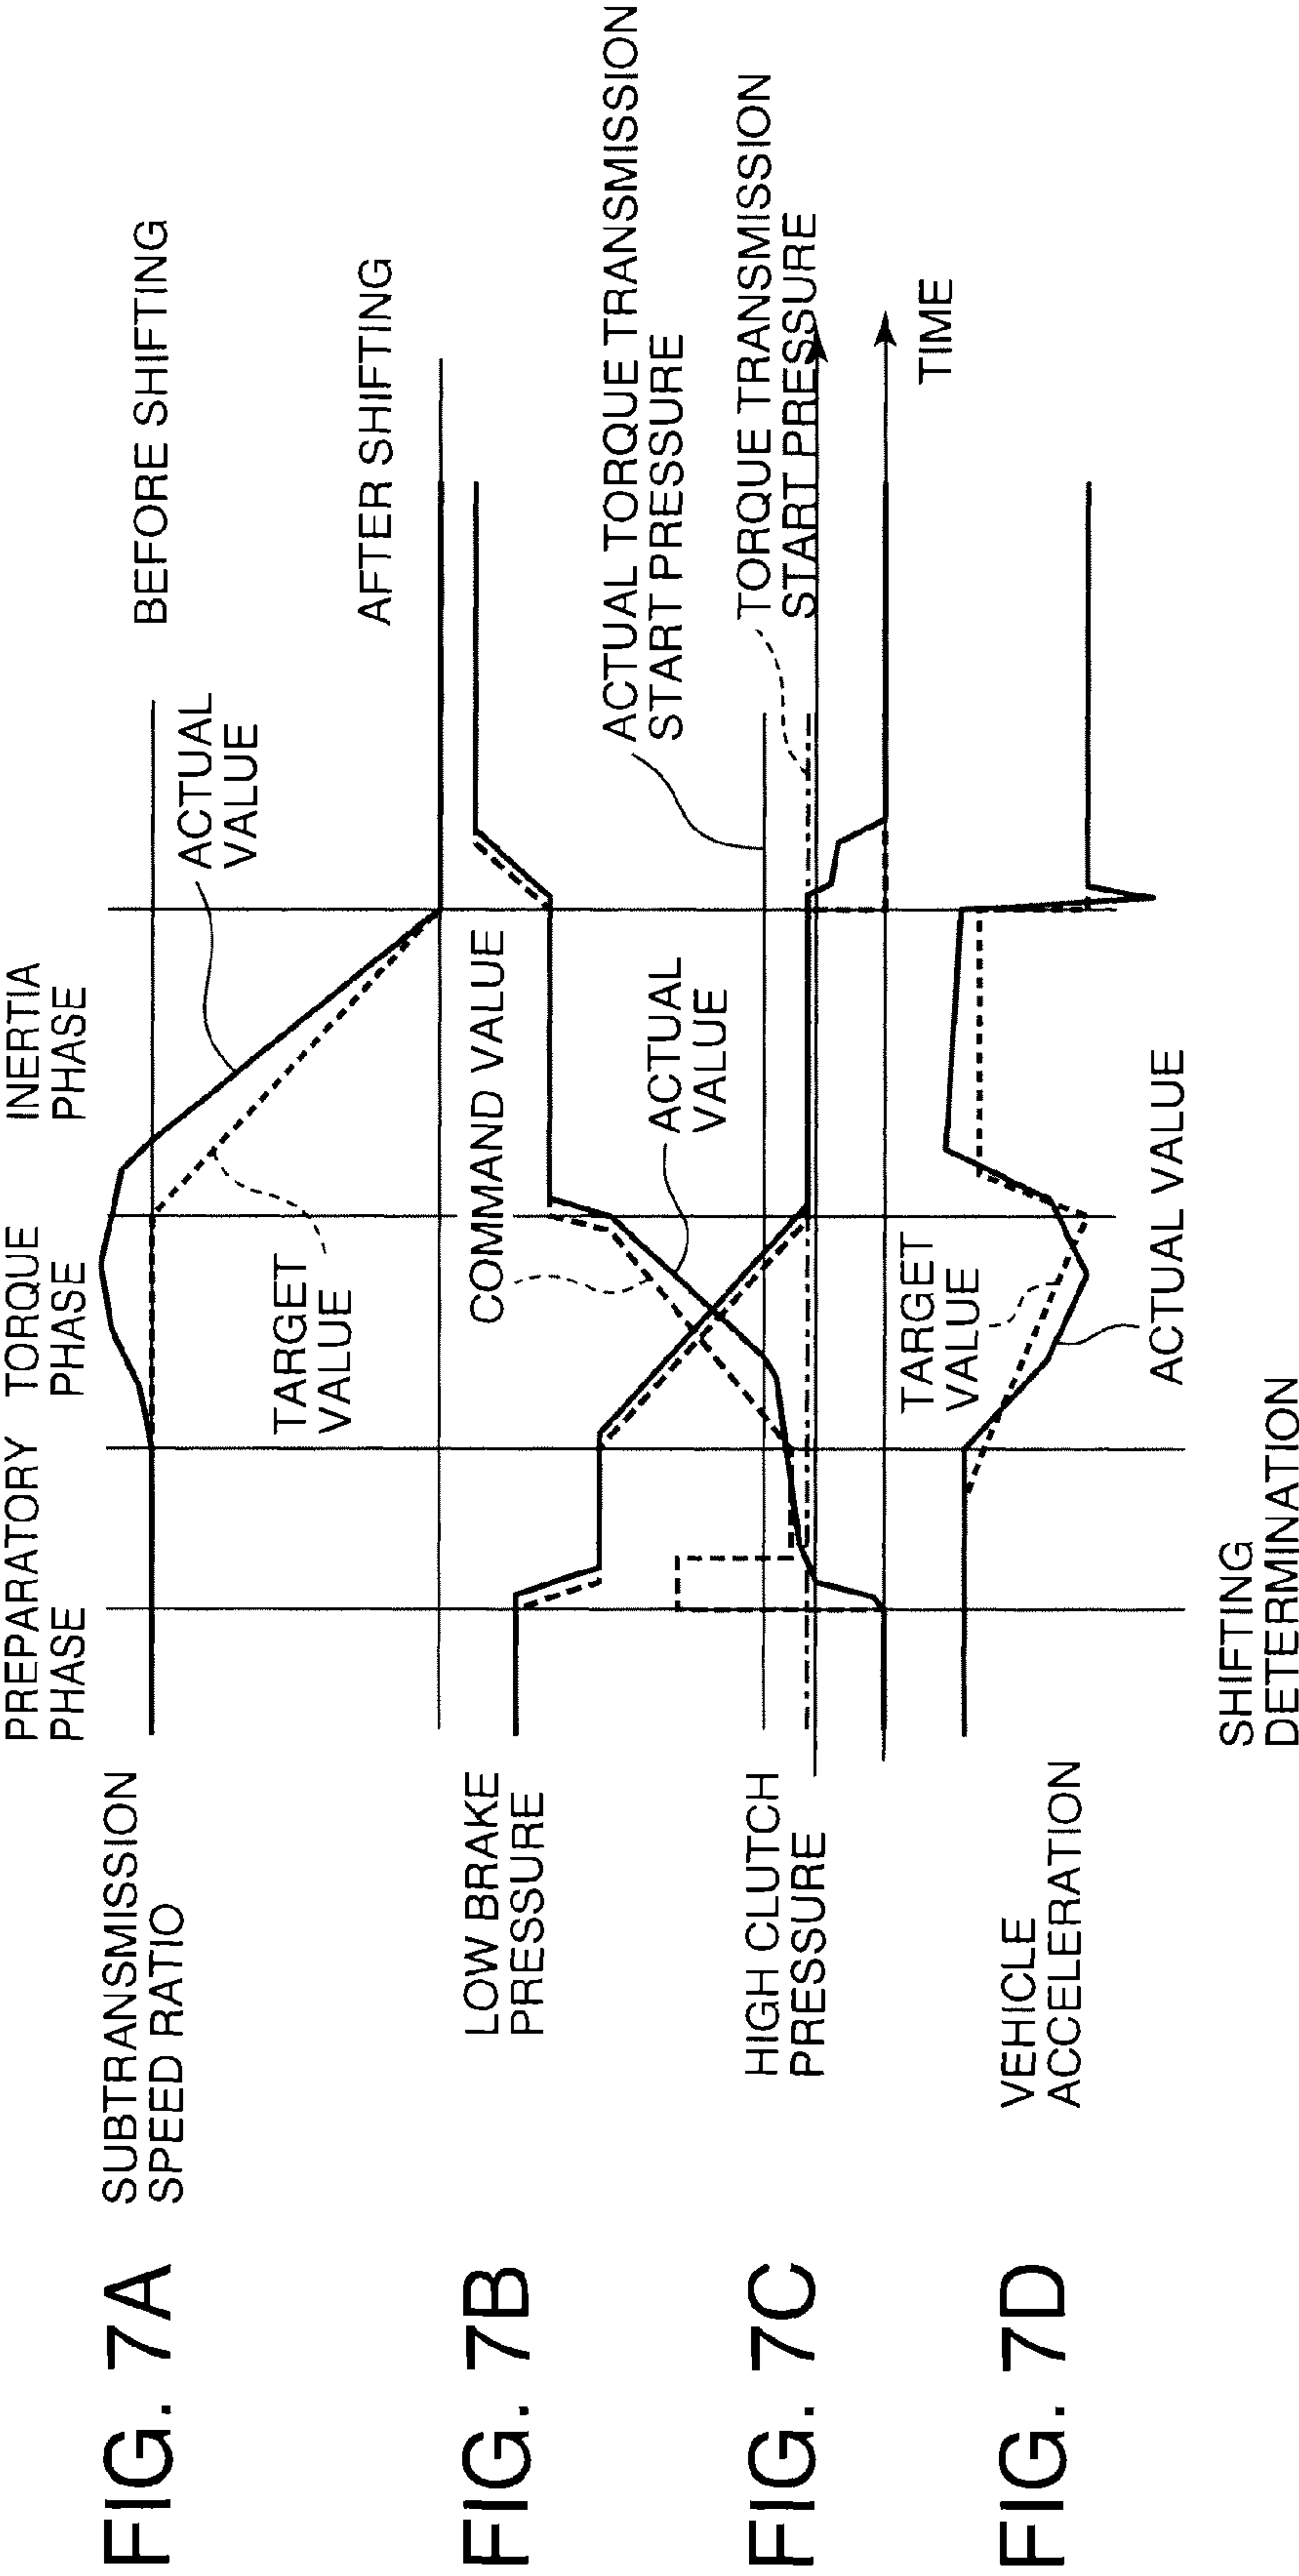 PREPARATORY
PHASE
TORQUE
PHASE
INERTIA
PHASE
FIG. 7A
SUBTRANSMISSION
SPEED RATIO
BEFORE SHIFTING
ACTUAL
VALUE
TARGET
VALUE
AFTER SHIFTING
FIG. 7B
LOW BRAKE
PRESSURE
COMMAND VALUE
ACTUAL
VALUE
ACTUAL TORQUE TRANSMISSION
START PRESSURE
FIG. 7C
HIGH CLUTCH
PRESSURE
TORQUE TRANSMISSION
START PRESSURE
TIME
FIG. 7D
VEHICLE
ACCELERATION
TARGET
VALUE
ACTUAL VALUE
SHIFTING
DETERMINATION